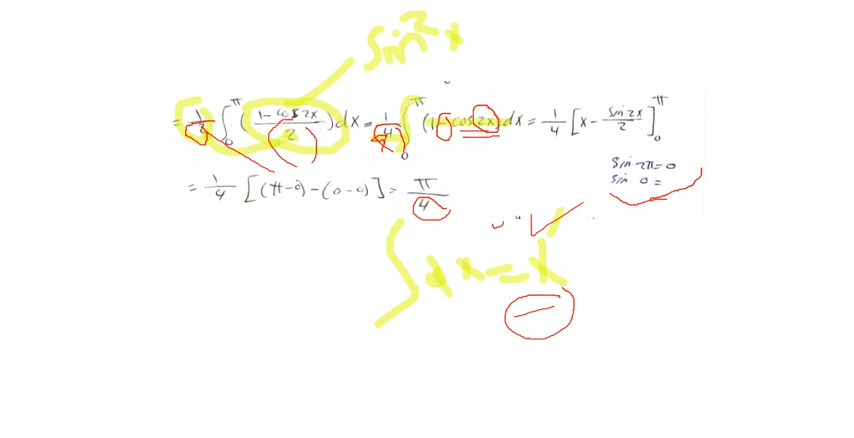 sin² x
= 1/2 ∫₀^π (1 - cos 2x / 2) dx = 1/4 ∫₀^π (1 - cos 2x) dx = 1/4 [x - sin 2x / 2]₀^π
sin 2π = 0
sin 0 =
= 1/4 [(π-0) - (0-0)] = π/4
∫ dx = x